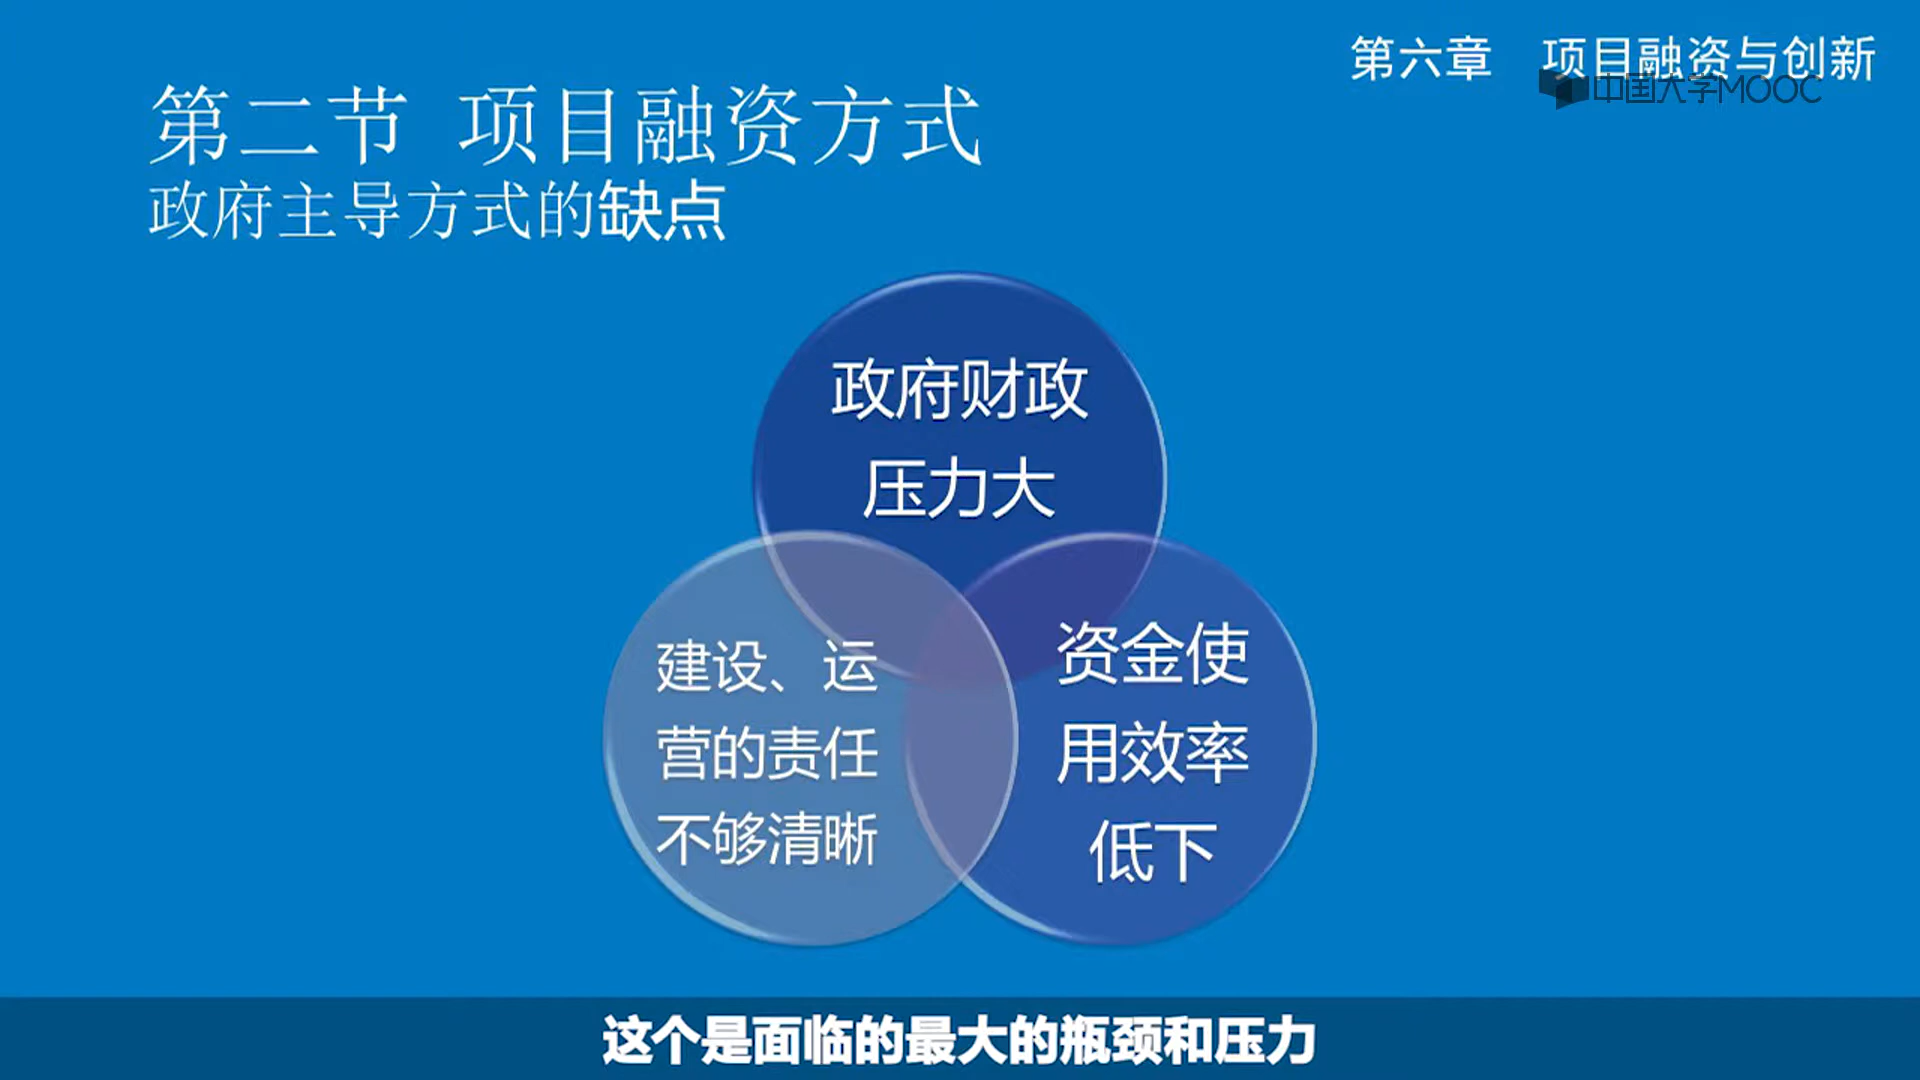 第六章 项目融资与创新
中国大学MOOC
第二节 项目融资方式
政府主导方式的缺点
政府财政
压力大
建设、运
营的责任
不够清晰
资金使
用效率
低下
这个是面临的最大的瓶颈和压力